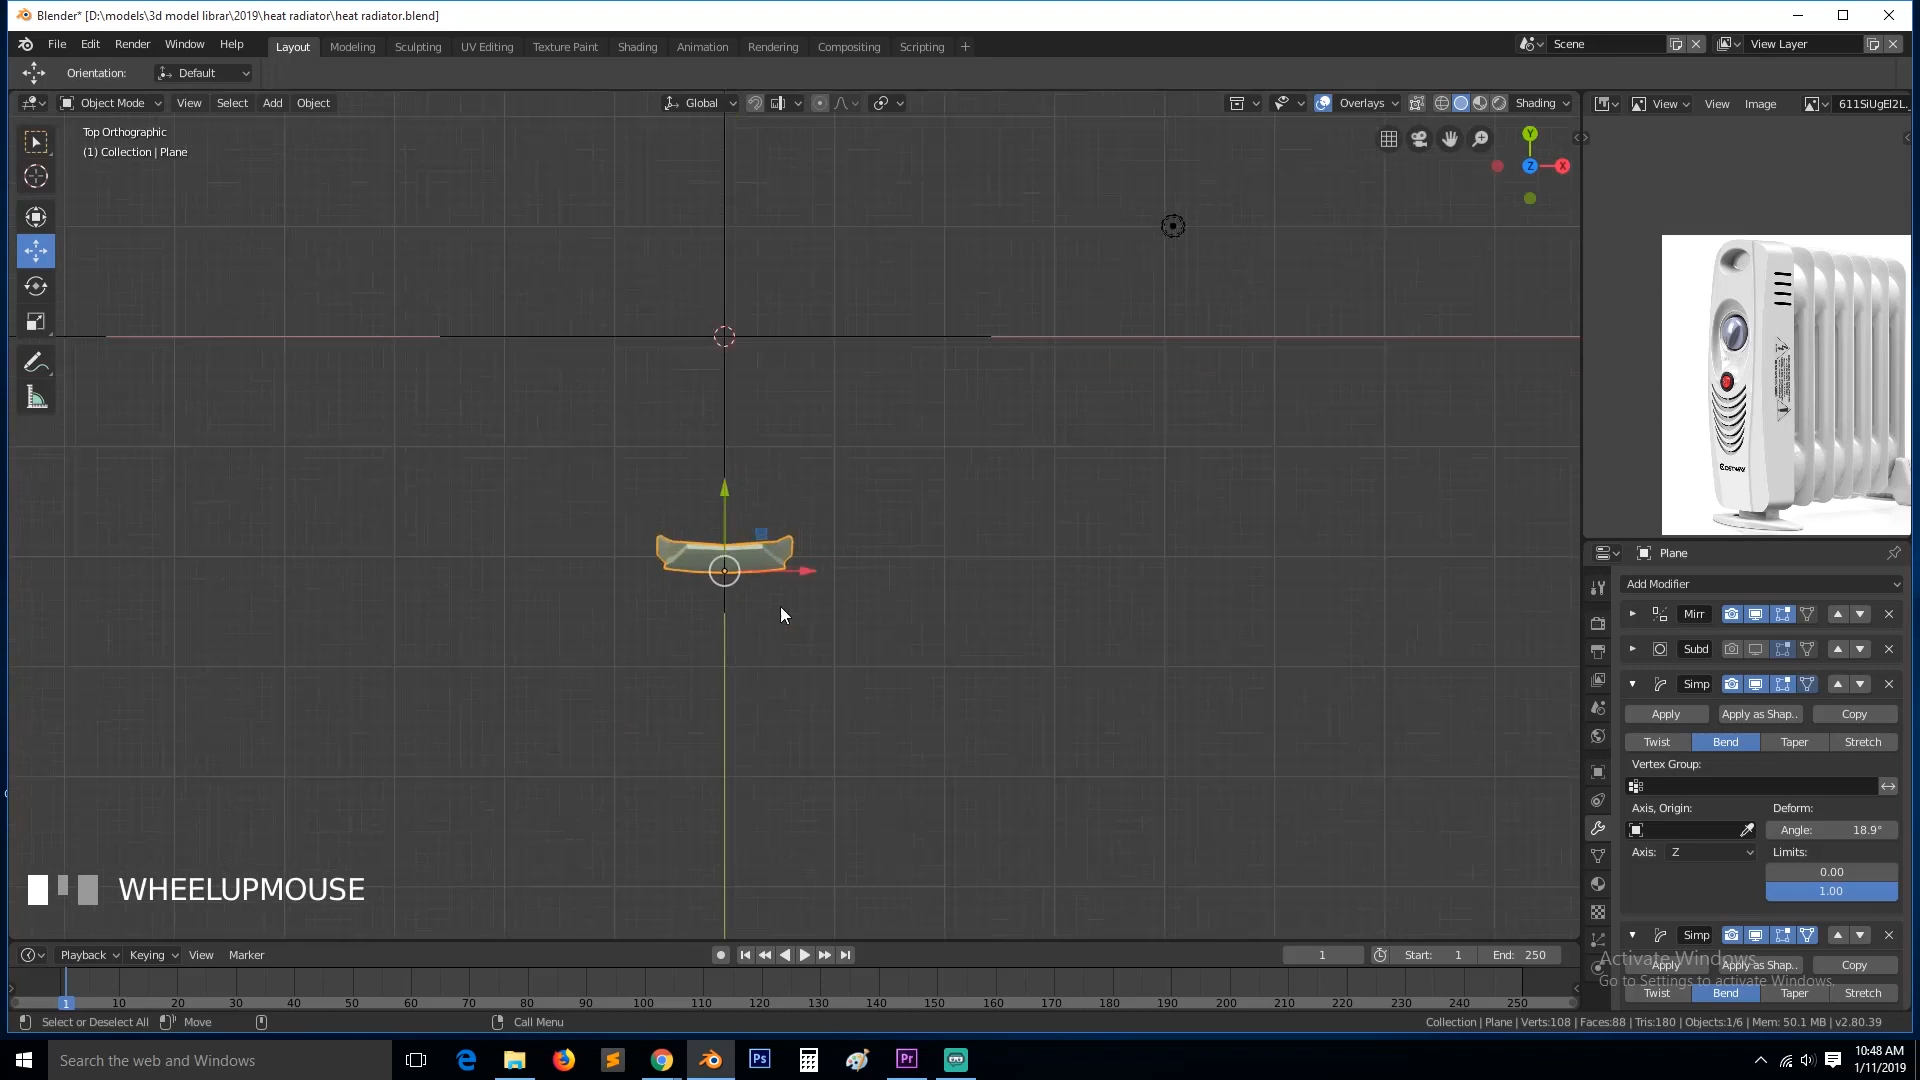 Blender* [D:\models\3d model librar\2019\heat radiator\heat radiator.blend]
File Edit Render Window Help Layout Modeling Sculpting UV Editing Texture Paint Shading Animation Rendering Compositing Scripting + Scene View Layer
Orientation: Default
Object Mode View Select Add Object Global Overlays Shading View View Image 611SiUgEl2L._
Top Orthographic
(1) Collection | Plane
Y
Z X
COSTWAY
Plane
Add Modifier
Mirr
Subd
Simp
Apply Apply as Shap.. Copy
Twist Bend Taper Stretch
Vertex Group:
Axis, Origin: Deform:
Angle: 18.9°
Axis: Z Limits:
0.00
1.00
WHEELUPMOUSE
Simp
Activate Windows
Apply Apply as Shap.. Copy
Go to Settings to activate Windows.
Twist Bend Taper Stretch
Playback Keying View Marker 1 Start: 1 End: 250
1 10 20 30 40 50 60 70 80 90 100 110 120 130 140 150 160 170 180 190 200 210 220 230 240 250
Select or Deselect All Move Call Menu Collection | Plane | Verts:108 | Faces:88 | Tris:180 | Objects:1/6 | Mem: 50.1 MB | v2.80.39
Search the web and Windows Ps Pr 10:48 AM
1/11/2019